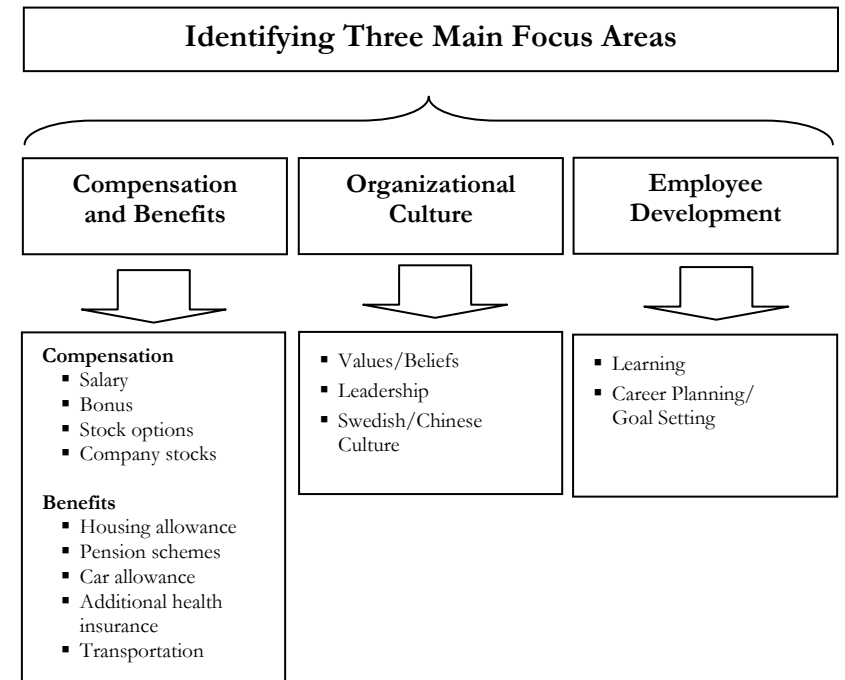 Identifying Three Main Focus Areas
Compensation
and Benefits
Organizational
Culture
Employee
Development
Compensation
▪ Salary
▪ Bonus
▪ Stock options
▪ Company stocks
Benefits
▪ Housing allowance
▪ Pension schemes
▪ Car allowance
▪ Additional health
insurance
▪ Transportation
▪ Values/Beliefs
▪ Leadership
▪ Swedish/Chinese
Culture
▪ Learning
▪ Career Planning/
Goal Setting